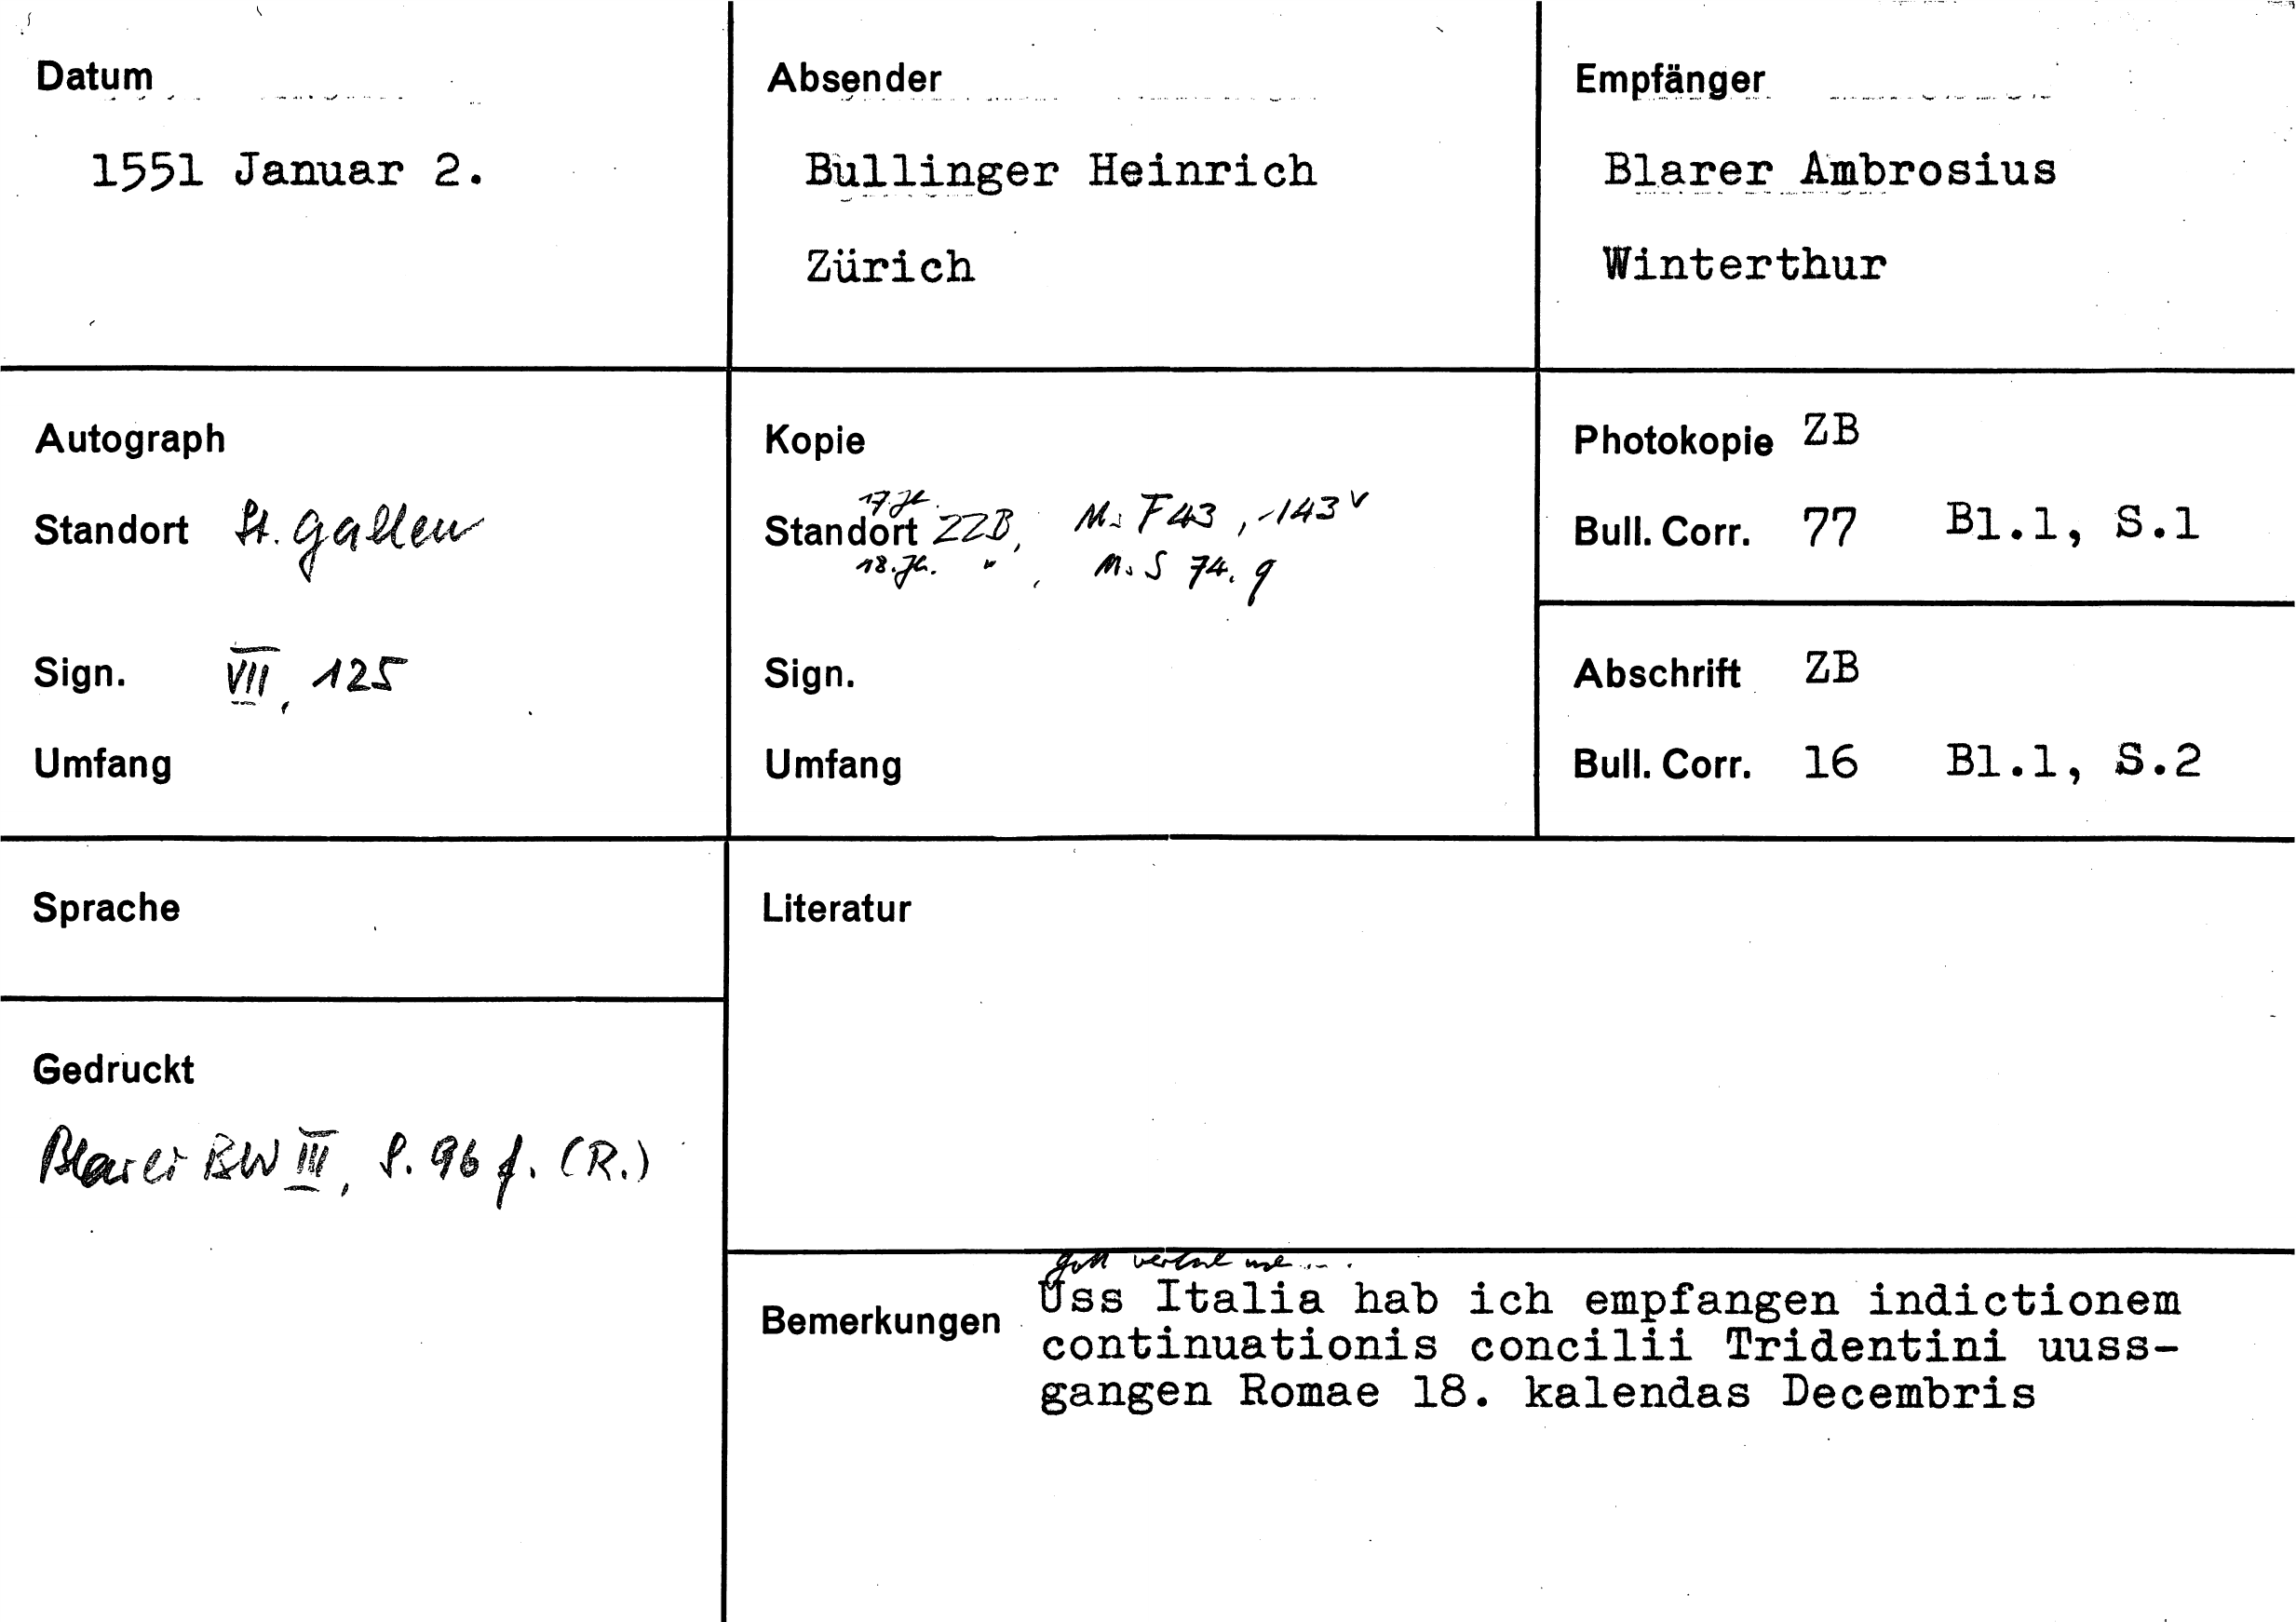 Datum
1551 Januar 2.
Absender
Bullinger Heinrich
Zürich
Empfänger
Blarer Ambrosius
Winterthur
Autograph
Standort St. Gallen
Sign. VII, 125
Umfang
Kopie
17. Jh.
Standort ZZB, Ms F 43, 143v
18. Jh. " , Ms S 74, 9
Sign.
Umfang
Photokopie ZB
Bull. Corr. 77 Bl.1, S.1
Abschrift ZB
Bull. Corr. 16 Bl.1, S.2
Sprache
Gedruckt
Blarer BW III, S. 96 f. (R.)
Literatur
Bemerkungen
Gott
Uss Italia hab ich empfangen indictionem
continuationis concilii Tridentini uuss-
gangen Romae 18. kalendas Decembris